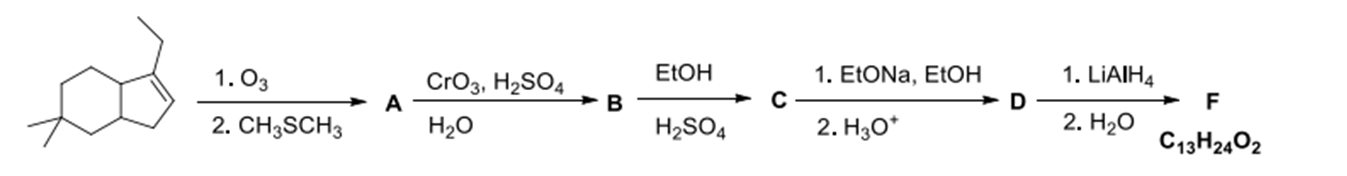 1. O₃
2. CH₃SCH₃
A
CrO₃, H₂SO₄
H₂O
B
EtOH
H₂SO₄
C
1. EtONa, EtOH
2. H₃O⁺
D
1. LiAlH₄
2. H₂O
F
C₁₃H₂₄O₂